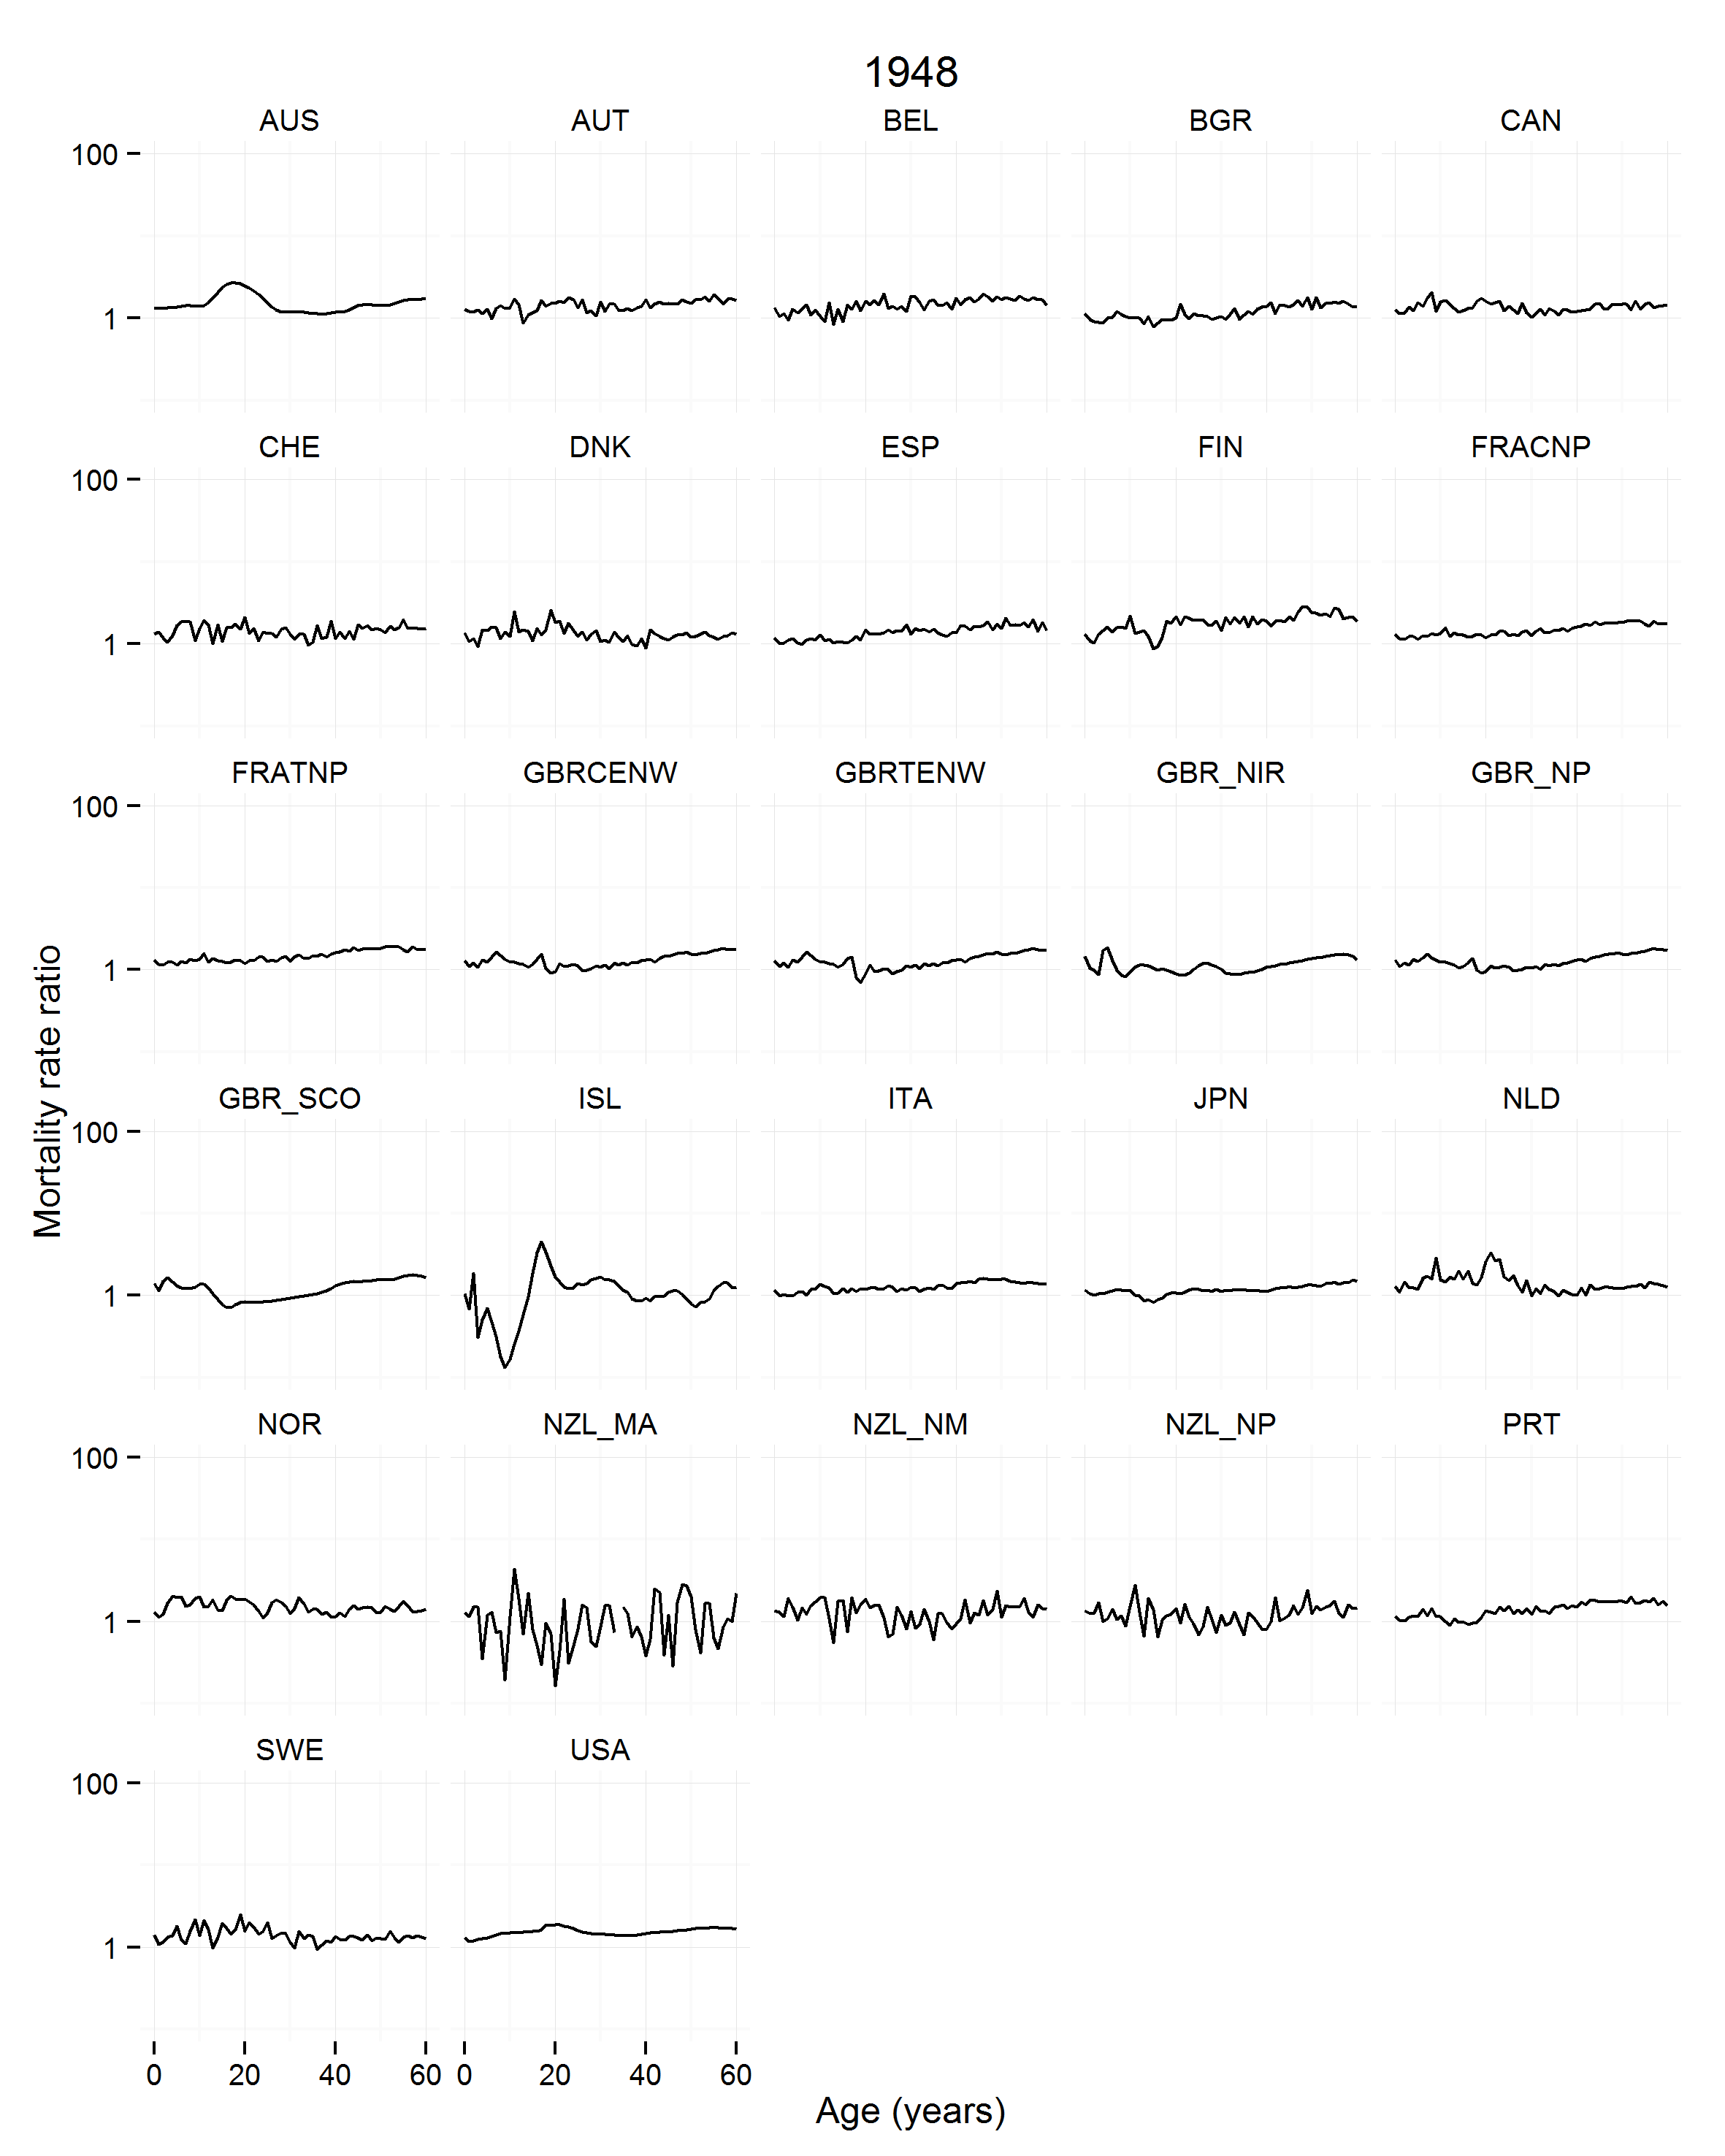 1948
AUS AUT BEL BGR CAN
100
1
CHE DNK ESP FIN FRACNP
100
1
FRATNP GBRCENW GBRTENW GBR_NIR GBR_NP
100
1
Mortality rate ratio
GBR_SCO ISL ITA JPN NLD
100
1
NOR NZL_MA NZL_NM NZL_NP PRT
100
1
SWE USA
100
1
0 20 40 60 0 20 40 60
Age (years)